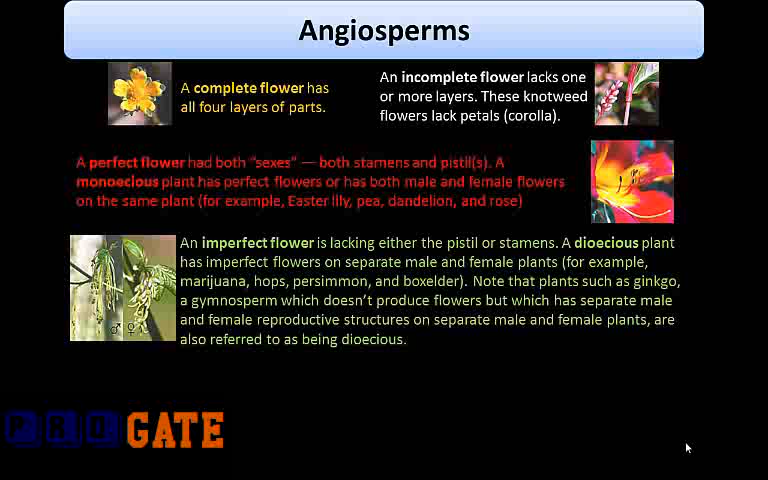 Angiosperms
A complete flower has
all four layers of parts.
An incomplete flower lacks one
or more layers. These knotweed
flowers lack petals (corolla).
A perfect flower had both "sexes" — both stamens and pistil(s). A
monoecious plant has perfect flowers or has both male and female flowers
on the same plant (for example, Easter lily, pea, dandelion, and rose)
An imperfect flower is lacking either the pistil or stamens. A dioecious plant
has imperfect flowers on separate male and female plants (for example,
marijuana, hops, persimmon, and boxelder). Note that plants such as ginkgo,
a gymnosperm which doesn't produce flowers but which has separate male
and female reproductive structures on separate male and female plants, are
also referred to as being dioecious.
♂ ♀
PRO GATE